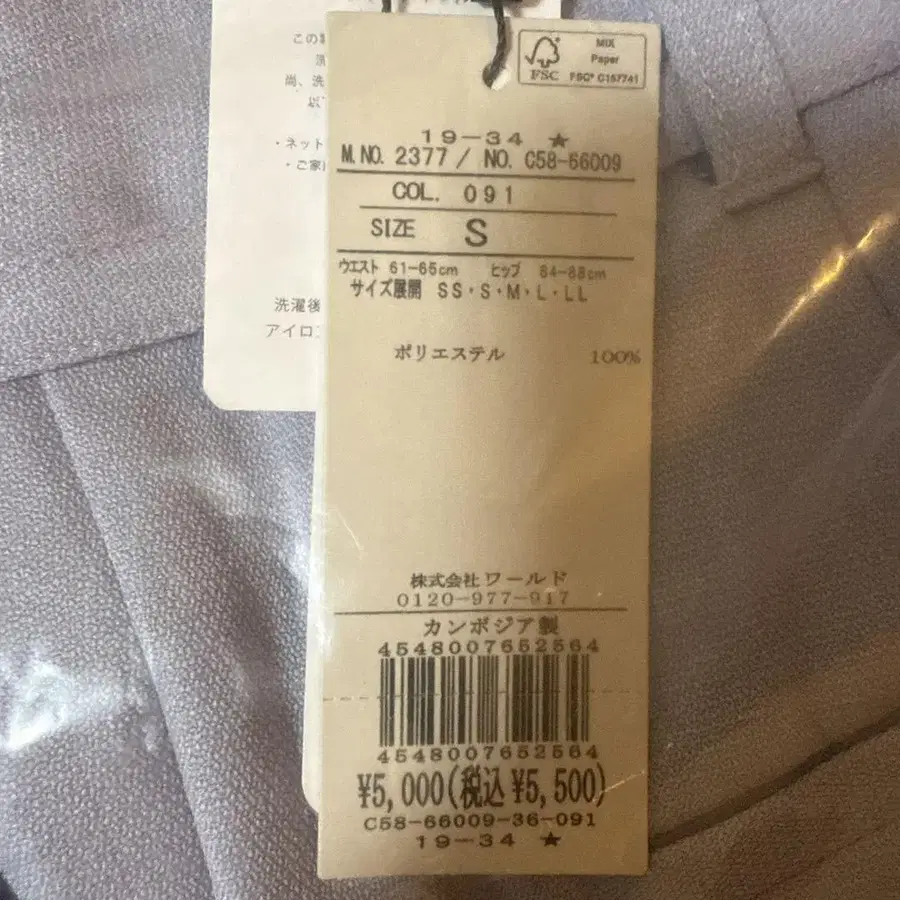 この
尚、洗
以
・ネット
・ご家
洗濯後
アイロ
FSC
MIX
Paper
FSC® C157741
19-34 ★
M.NO. 2377 / NO. C58-66009
COL. 091
SIZE S
ウエスト 61-65cm ヒップ 84-88cm
サイズ展開 SS・S・M・L・LL
ポリエステル 100%
株式会社ワールド
0120-977-917
カンボジア製
4548007652564
4548007652564
¥5,000(税込¥5,500)
C58-66009-36-091
19-34 ★